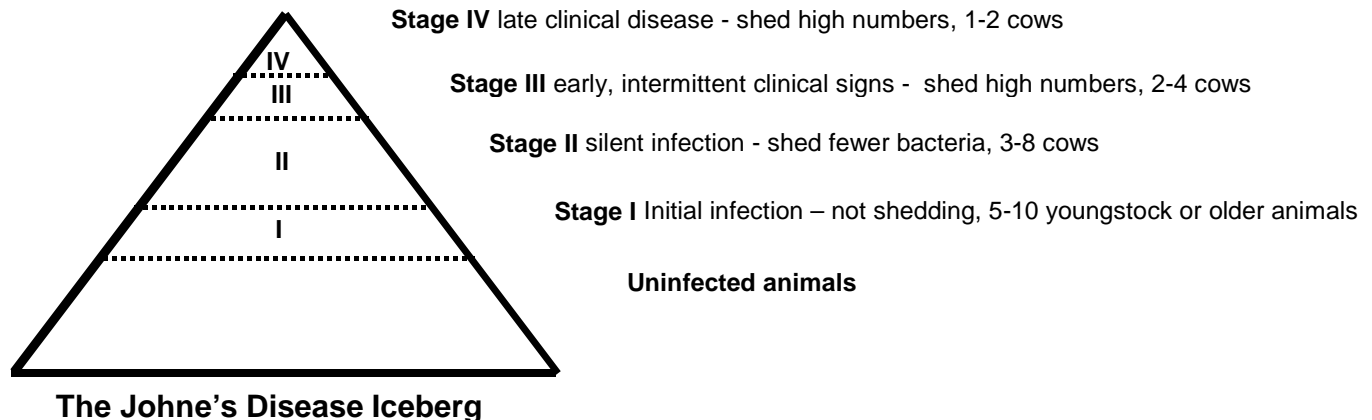 Stage IV late clinical disease - shed high numbers, 1-2 cows
IV
Stage III early, intermittent clinical signs - shed high numbers, 2-4 cows
III
Stage II silent infection - shed fewer bacteria, 3-8 cows
II
Stage I Initial infection – not shedding, 5-10 youngstock or older animals
I
Uninfected animals
The Johne's Disease Iceberg